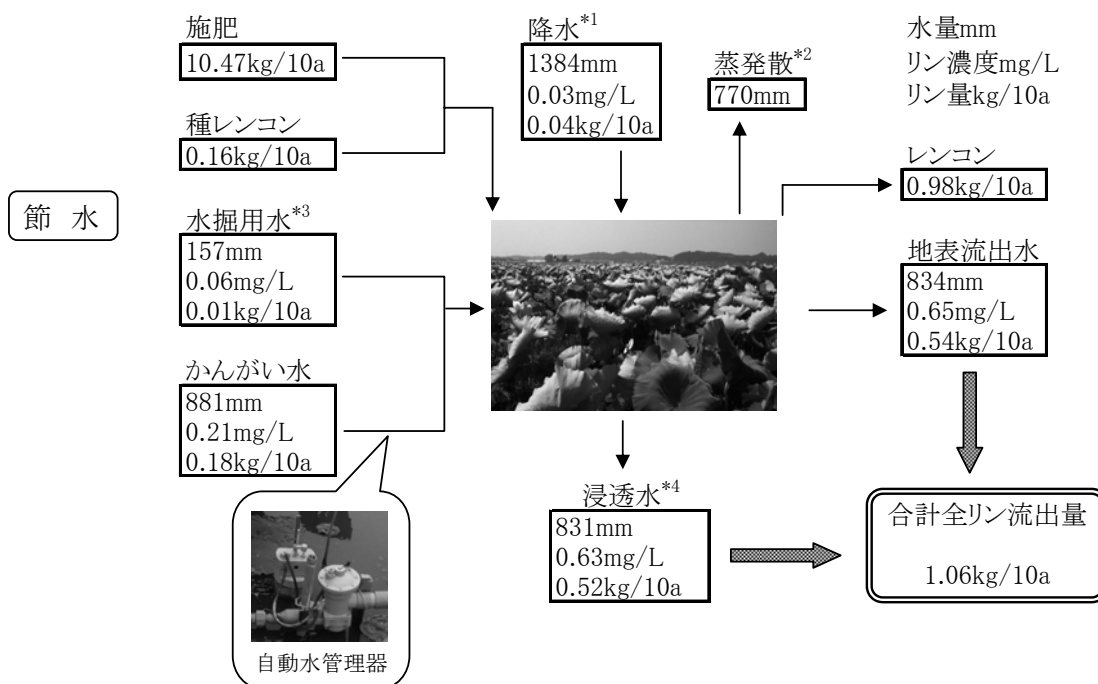 施肥
10.47kg/10a
種レンコン
0.16kg/10a
節 水
水掘用水*3
157mm
0.06mg/L
0.01kg/10a
かんがい水
881mm
0.21mg/L
0.18kg/10a
自動水管理器
降水*1
1384mm
0.03mg/L
0.04kg/10a
蒸発散*2
770mm
水量mm
リン濃度mg/L
リン量kg/10a
レンコン
0.98kg/10a
地表流出水
834mm
0.65mg/L
0.54kg/10a
浸透水*4
831mm
0.63mg/L
0.52kg/10a
合計全リン流出量
1.06kg/10a